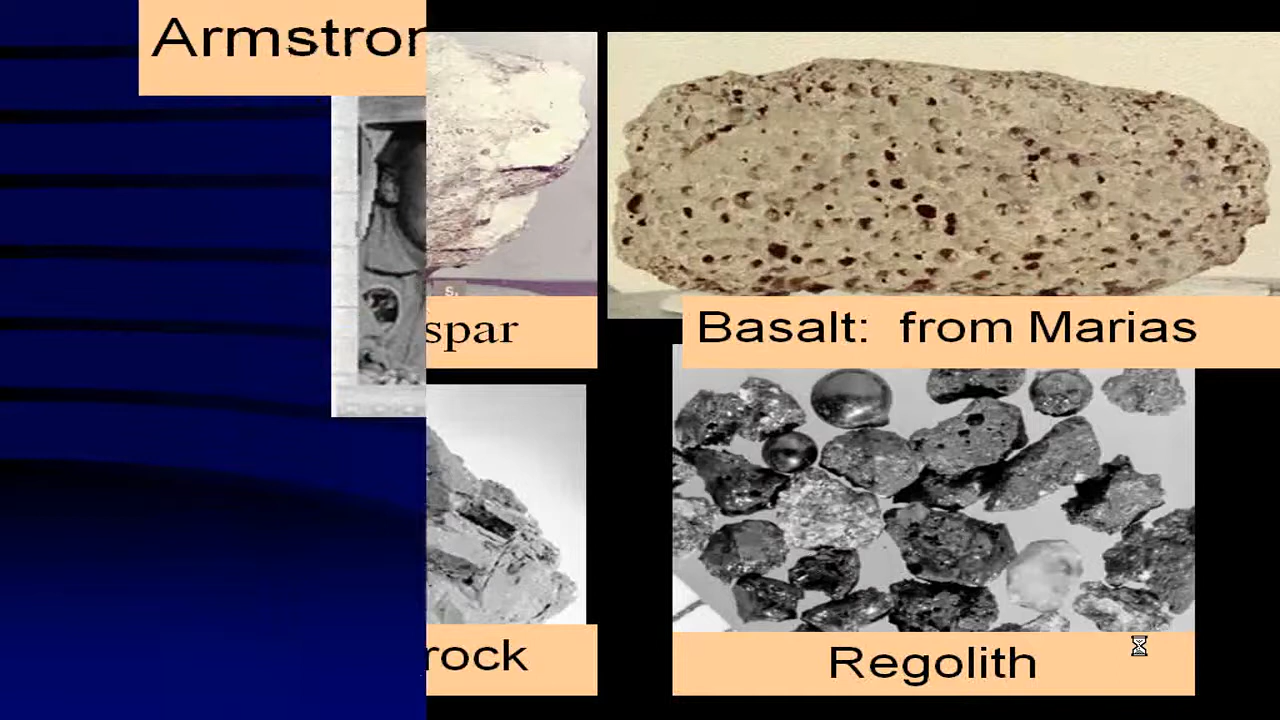 Armstron
s.
spar
Basalt: from Marias
rock
Regolith